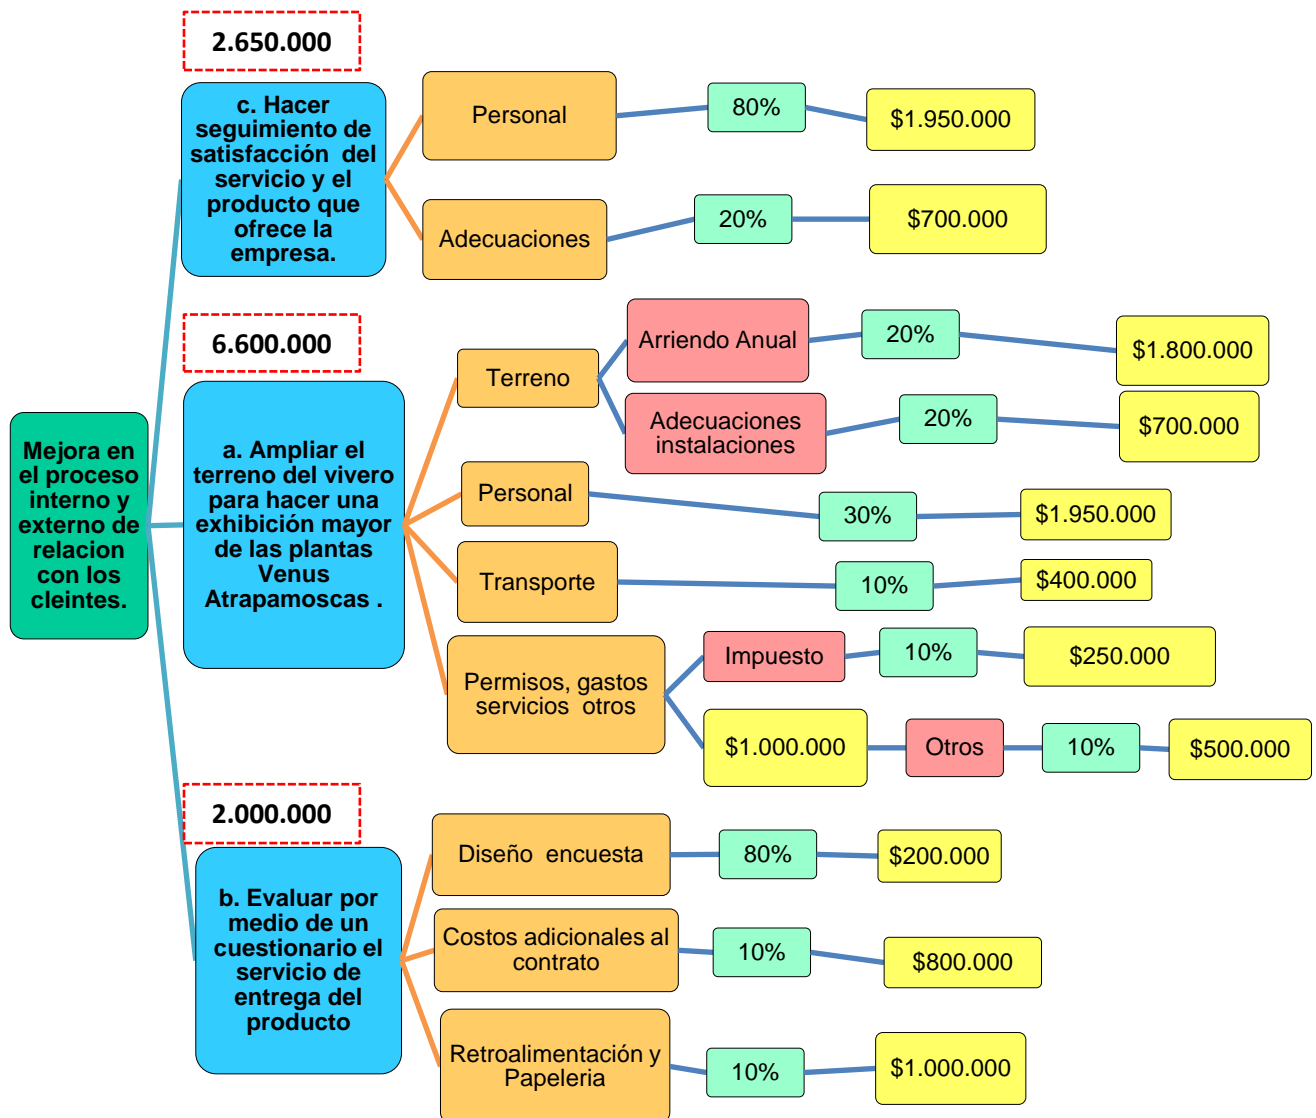 2.650.000
c. Hacer
seguimiento de
satisfacción del
servicio y el
producto que
ofrece la
empresa.
Personal
80%
$1.950.000
Adecuaciones
20%
$700.000
6.600.000
Mejora en
el proceso
interno y
externo de
relacion
con los
cleintes.
a. Ampliar el
terreno del vivero
para hacer una
exhibición mayor
de las plantas
Venus
Atrapamoscas .
Terreno
Arriendo Anual
20%
$1.800.000
Adecuaciones
instalaciones
20%
$700.000
Personal
30%
$1.950.000
Transporte
10%
$400.000
Permisos, gastos
servicios otros
Impuesto
10%
$250.000
$1.000.000
Otros
10%
$500.000
2.000.000
b. Evaluar por
medio de un
cuestionario el
servicio de
entrega del
producto
Diseño encuesta
80%
$200.000
Costos adicionales al
contrato
10%
$800.000
Retroalimentación y
Papeleria
10%
$1.000.000